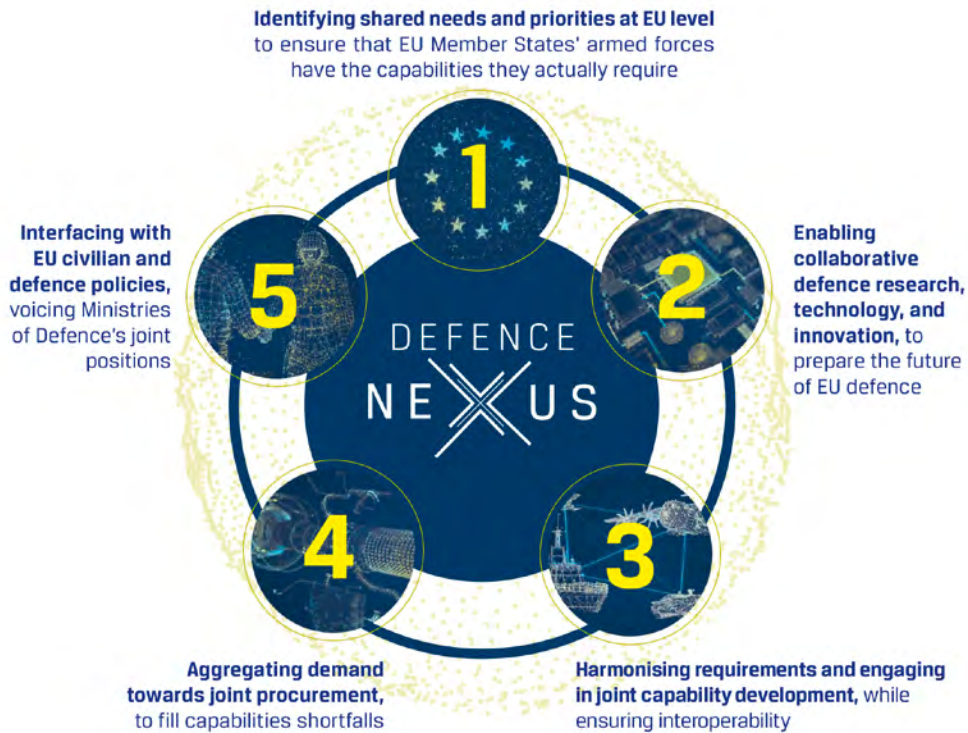 Identifying shared needs and priorities at EU level
to ensure that EU Member States' armed forces
have the capabilities they actually require
1
2
Enabling
collaborative
defence research,
technology, and
innovation, to
prepare the future
of EU defence
3
Harmonising requirements and engaging
in joint capability development, while
ensuring interoperability
4
Aggregating demand
towards joint procurement,
to fill capabilities shortfalls
5
Interfacing with
EU civilian and
defence policies,
voicing Ministries
of Defence's joint
positions
DEFENCE
NEXUS